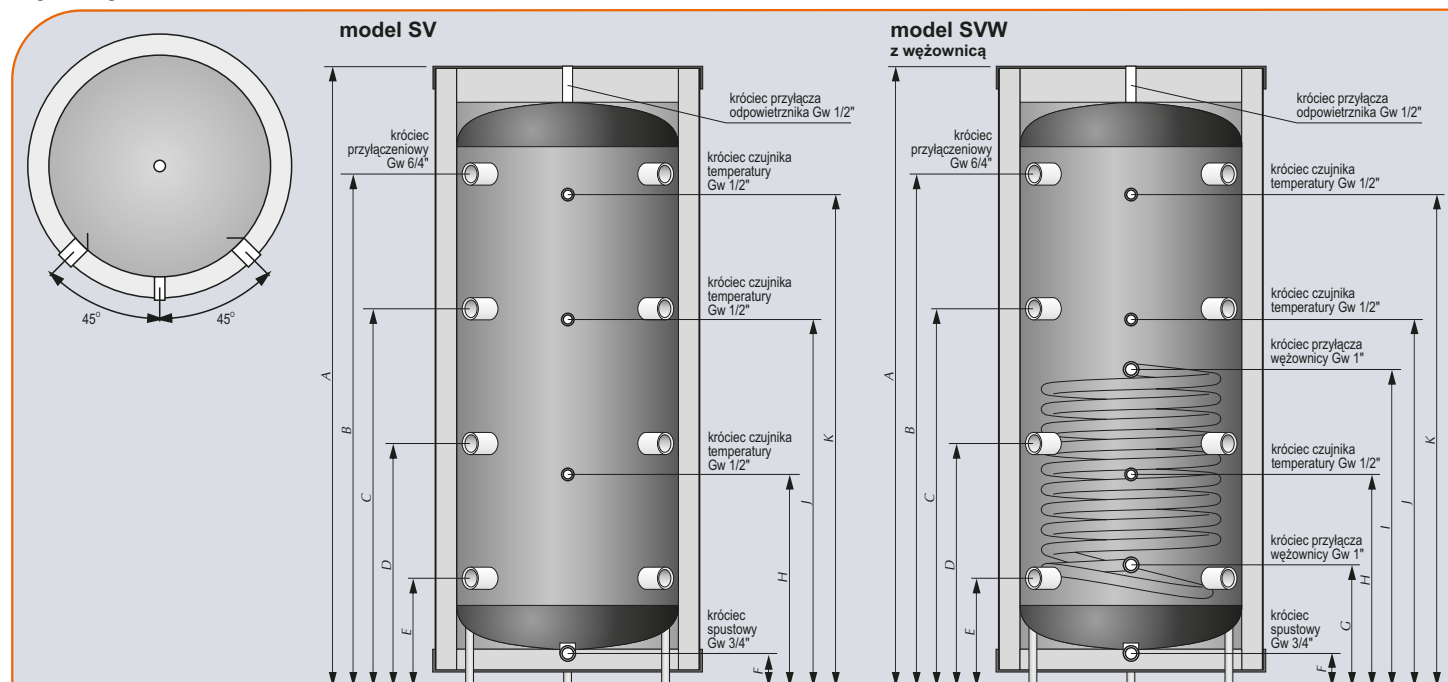 model SV
króciec przyłącza
odpowietrznika Gw 1/2"
króciec
przyłączeniowy
Gw 6/4"
króciec czujnika
temperatury
Gw 1/2"
króciec czujnika
temperatury
Gw 1/2"
króciec czujnika
temperatury
Gw 1/2"
króciec
spustowy
Gw 3/4"
A
B
C
D
E
F
H
J
K
45°
45°
model SVW
z wężownicą
króciec przyłącza
odpowietrznika Gw 1/2"
króciec
przyłączeniowy
Gw 6/4"
króciec czujnika
temperatury Gw 1/2"
króciec czujnika
temperatury Gw 1/2"
króciec przyłącza
wężownicy Gw 1"
króciec czujnika
temperatury Gw 1/2"
króciec przyłącza
wężownicy Gw 1"
króciec
spustowy
Gw 3/4"
A
B
C
D
E
F
G
H
I
J
K